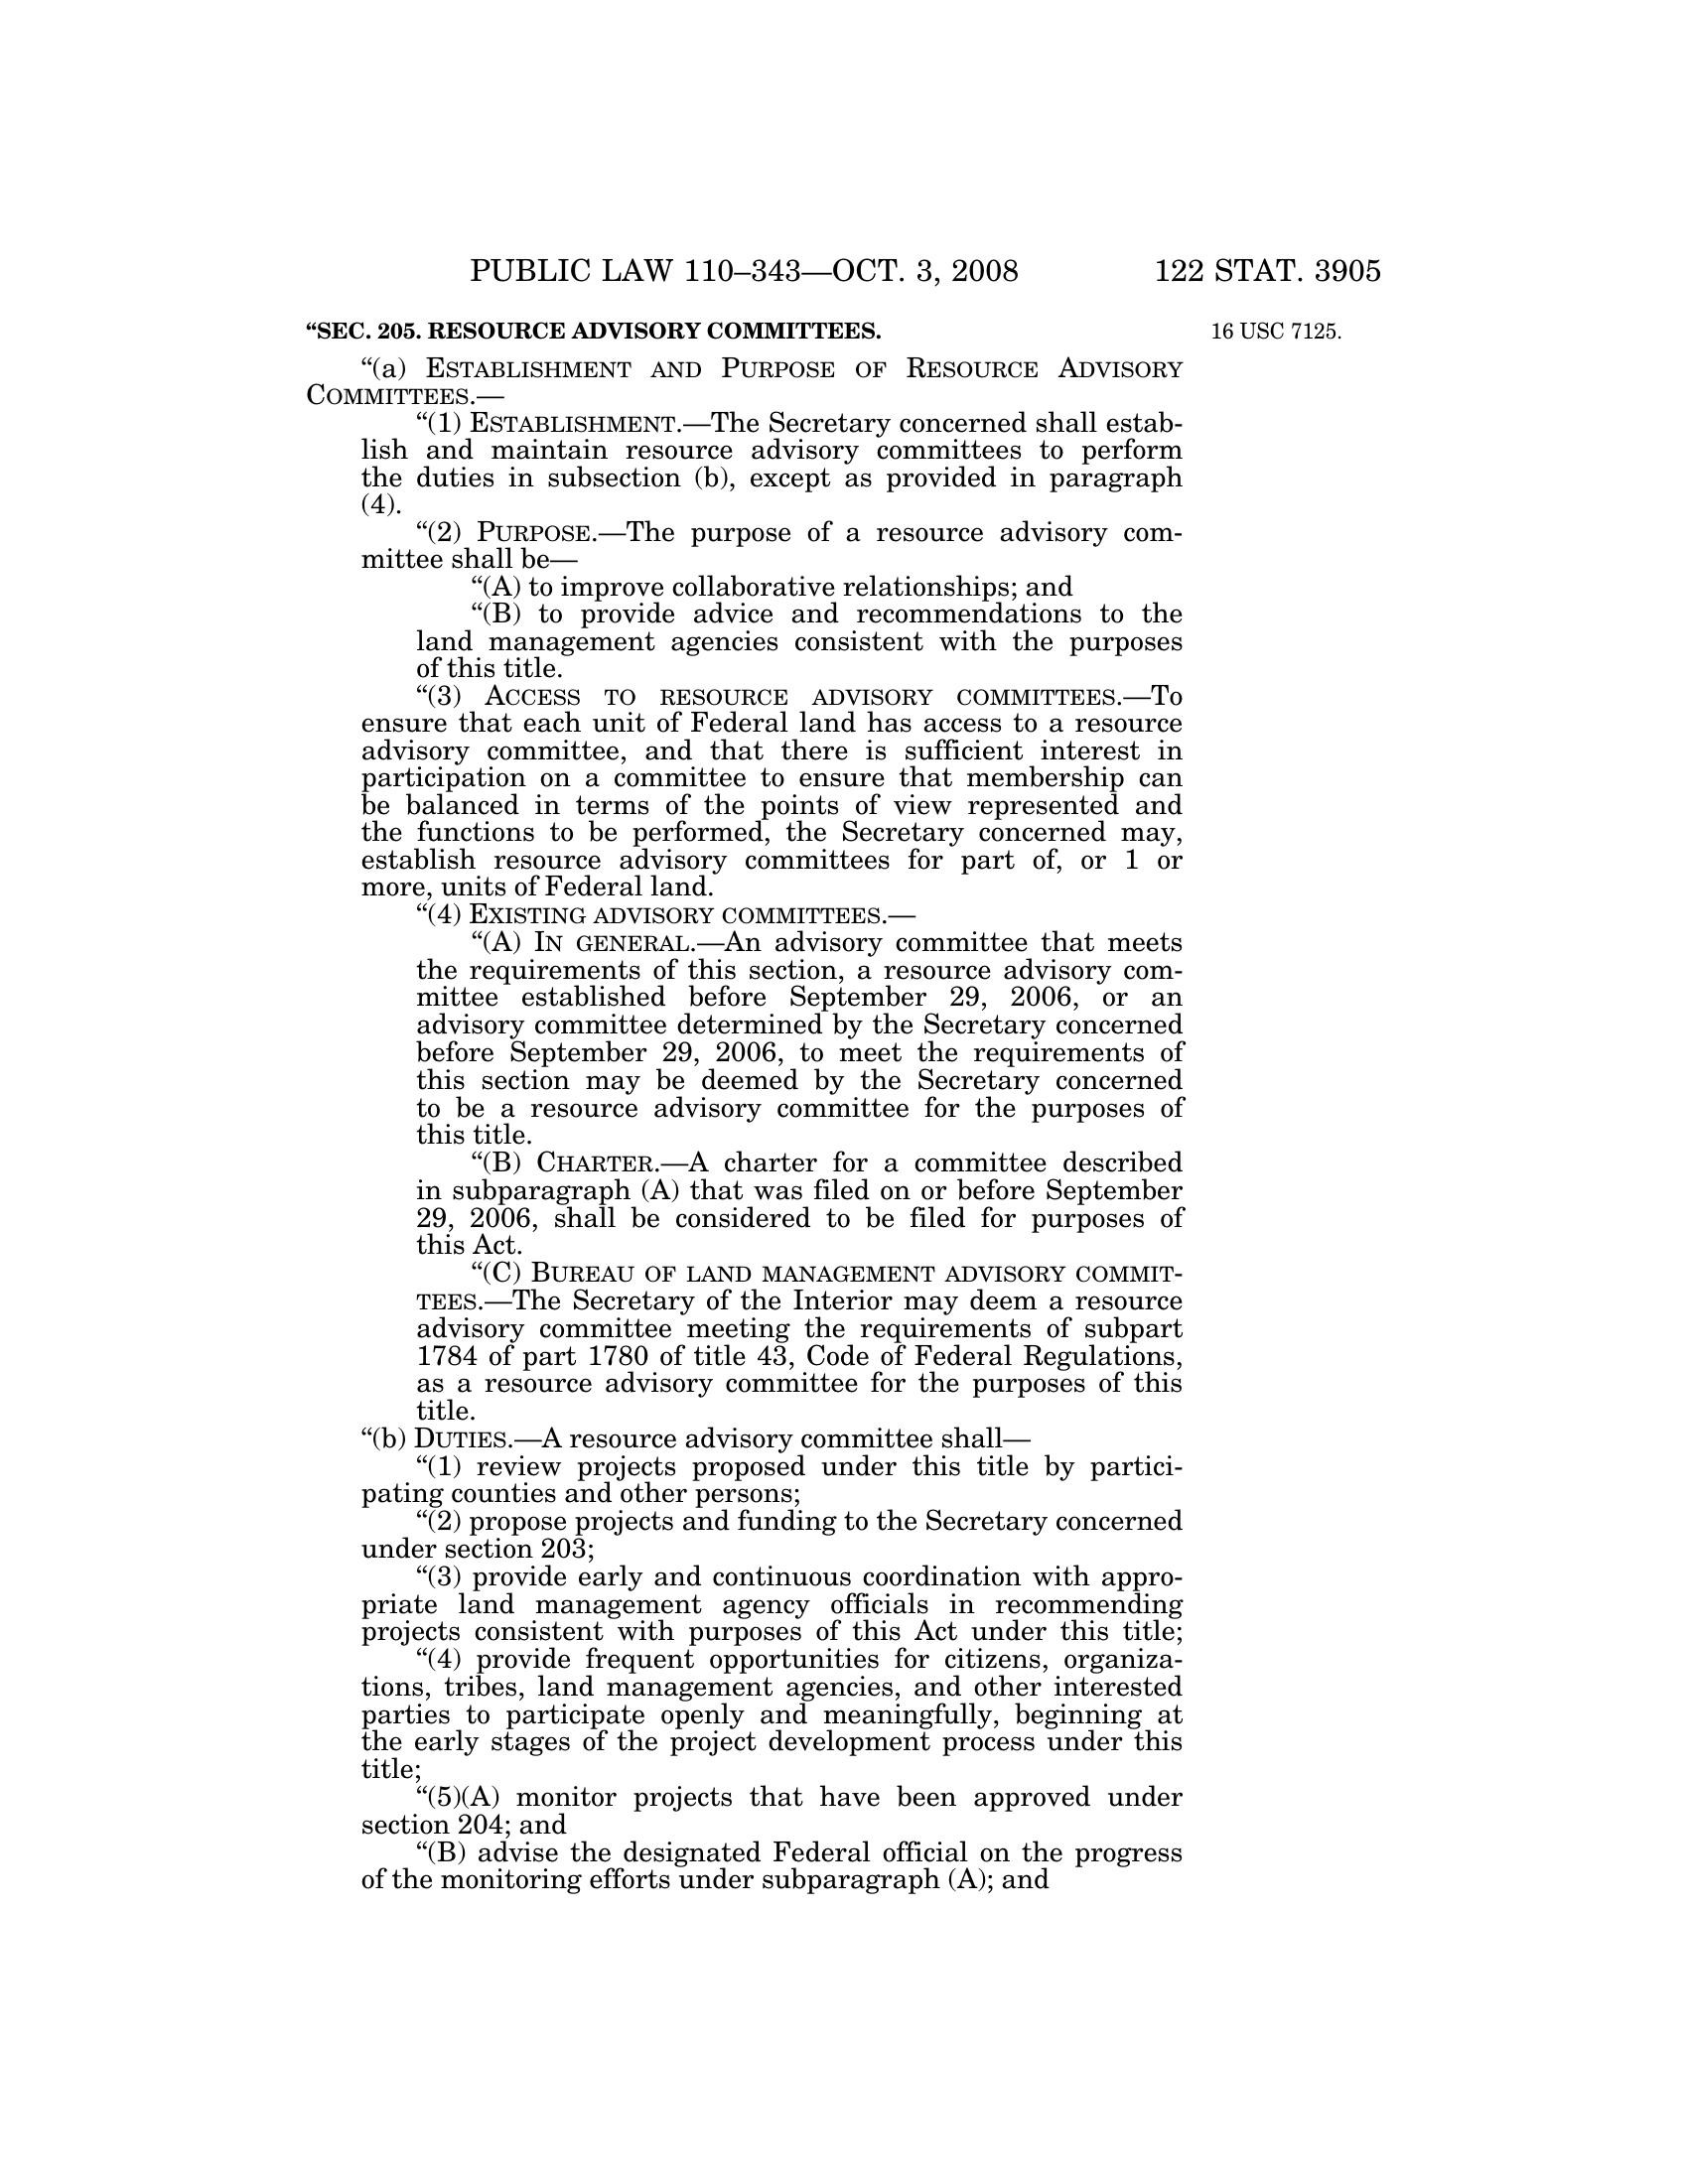 PUBLIC LAW 110–343—OCT. 3, 2008 122 STAT. 3905
“SEC. 205. RESOURCE ADVISORY COMMITTEES. 16 USC 7125.
“(a) ESTABLISHMENT AND PURPOSE OF RESOURCE ADVISORY
COMMITTEES.—
“(1) ESTABLISHMENT.—The Secretary concerned shall estab-
lish and maintain resource advisory committees to perform
the duties in subsection (b), except as provided in paragraph
(4).
“(2) PURPOSE.—The purpose of a resource advisory com-
mittee shall be—
“(A) to improve collaborative relationships; and
“(B) to provide advice and recommendations to the
land management agencies consistent with the purposes
of this title.
“(3) ACCESS TO RESOURCE ADVISORY COMMITTEES.—To
ensure that each unit of Federal land has access to a resource
advisory committee, and that there is sufficient interest in
participation on a committee to ensure that membership can
be balanced in terms of the points of view represented and
the functions to be performed, the Secretary concerned may,
establish resource advisory committees for part of, or 1 or
more, units of Federal land.
“(4) EXISTING ADVISORY COMMITTEES.—
“(A) IN GENERAL.—An advisory committee that meets
the requirements of this section, a resource advisory com-
mittee established before September 29, 2006, or an
advisory committee determined by the Secretary concerned
before September 29, 2006, to meet the requirements of
this section may be deemed by the Secretary concerned
to be a resource advisory committee for the purposes of
this title.
“(B) CHARTER.—A charter for a committee described
in subparagraph (A) that was filed on or before September
29, 2006, shall be considered to be filed for purposes of
this Act.
“(C) BUREAU OF LAND MANAGEMENT ADVISORY COMMIT-
TEES.—The Secretary of the Interior may deem a resource
advisory committee meeting the requirements of subpart
1784 of part 1780 of title 43, Code of Federal Regulations,
as a resource advisory committee for the purposes of this
title.
“(b) DUTIES.—A resource advisory committee shall—
“(1) review projects proposed under this title by partici-
pating counties and other persons;
“(2) propose projects and funding to the Secretary concerned
under section 203;
“(3) provide early and continuous coordination with appro-
priate land management agency officials in recommending
projects consistent with purposes of this Act under this title;
“(4) provide frequent opportunities for citizens, organiza-
tions, tribes, land management agencies, and other interested
parties to participate openly and meaningfully, beginning at
the early stages of the project development process under this
title;
“(5)(A) monitor projects that have been approved under
section 204; and
“(B) advise the designated Federal official on the progress
of the monitoring efforts under subparagraph (A); and